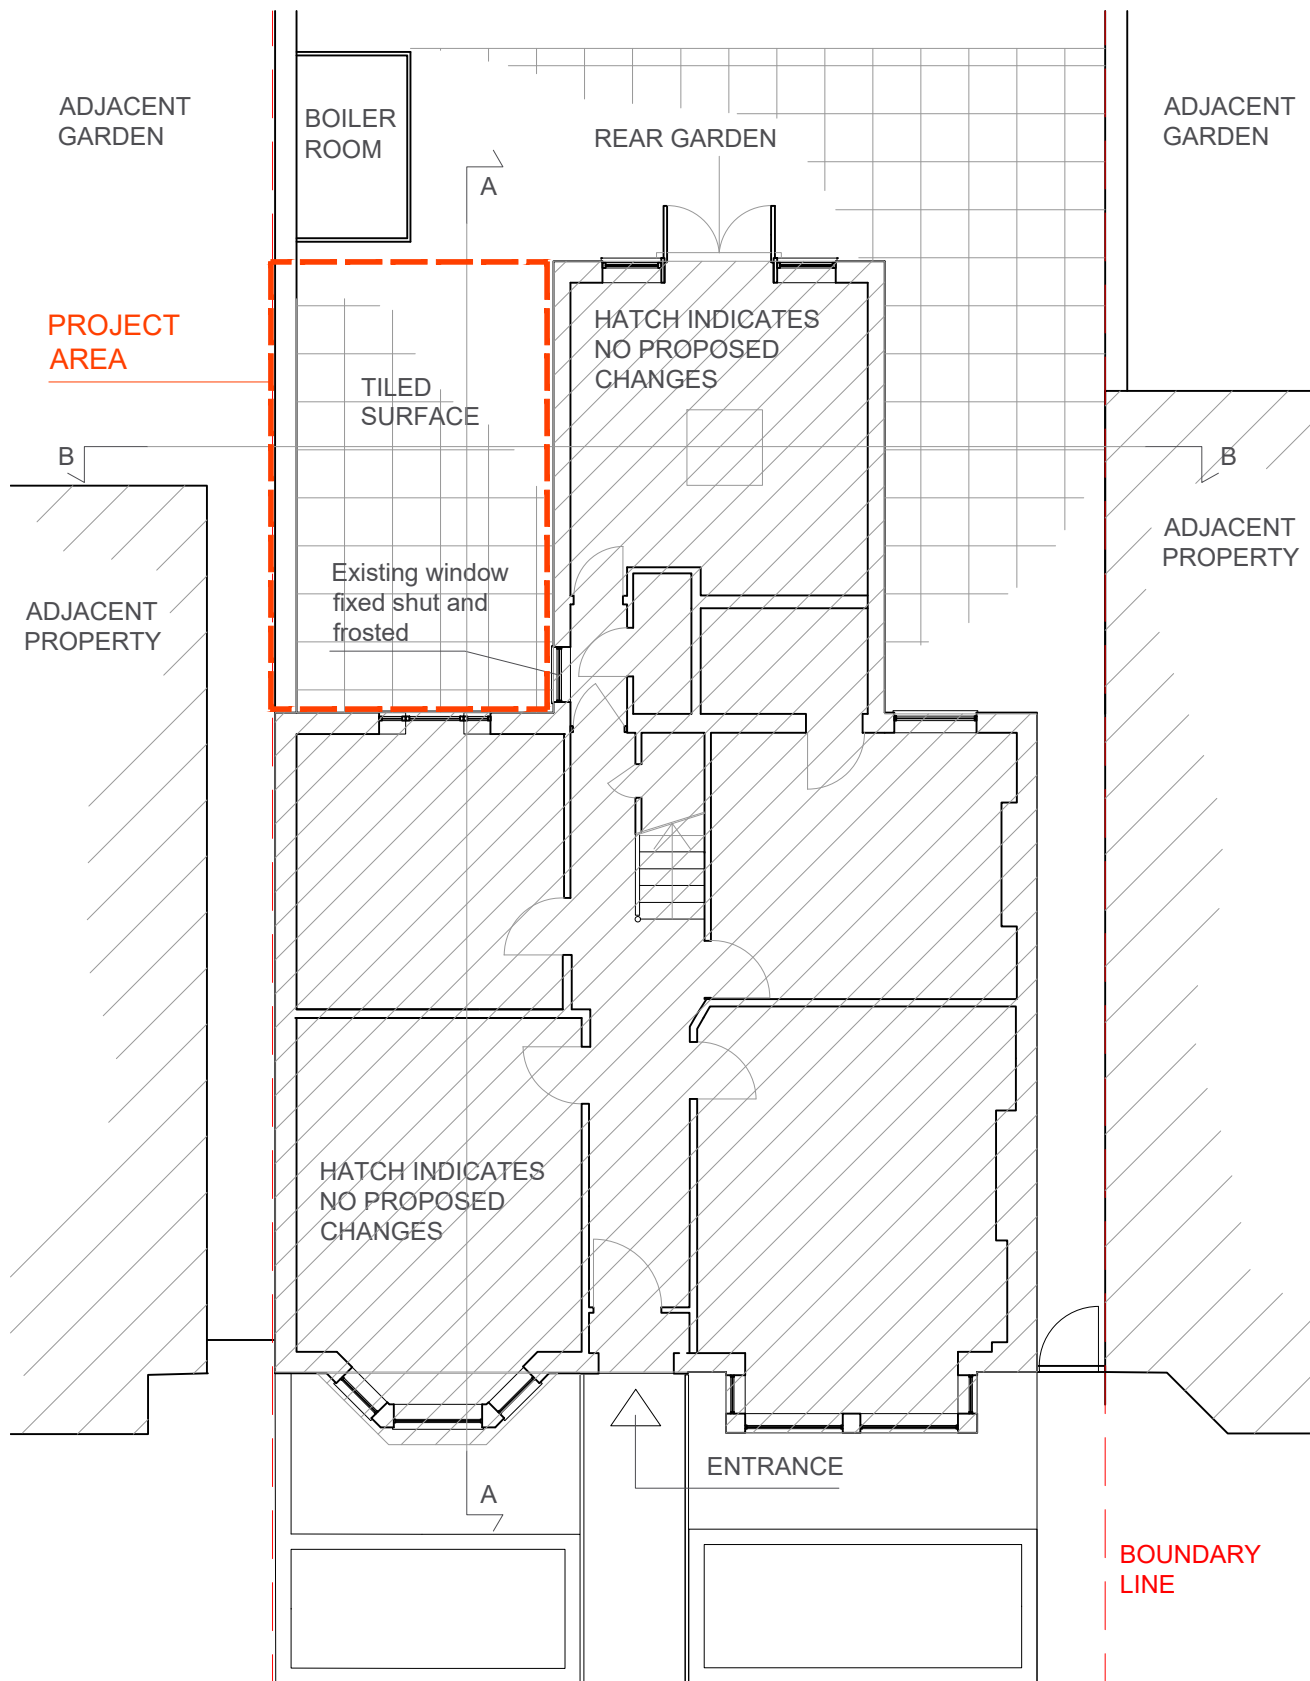 ADJACENT
GARDEN
BOILER
ROOM
REAR GARDEN
ADJACENT
GARDEN
A
PROJECT
AREA
HATCH INDICATES
NO PROPOSED
CHANGES
TILED
SURFACE
B
B
ADJACENT
PROPERTY
Existing window
fixed shut and
frosted
ADJACENT
PROPERTY
HATCH INDICATES
NO PROPOSED
CHANGES
ENTRANCE
A
BOUNDARY
LINE